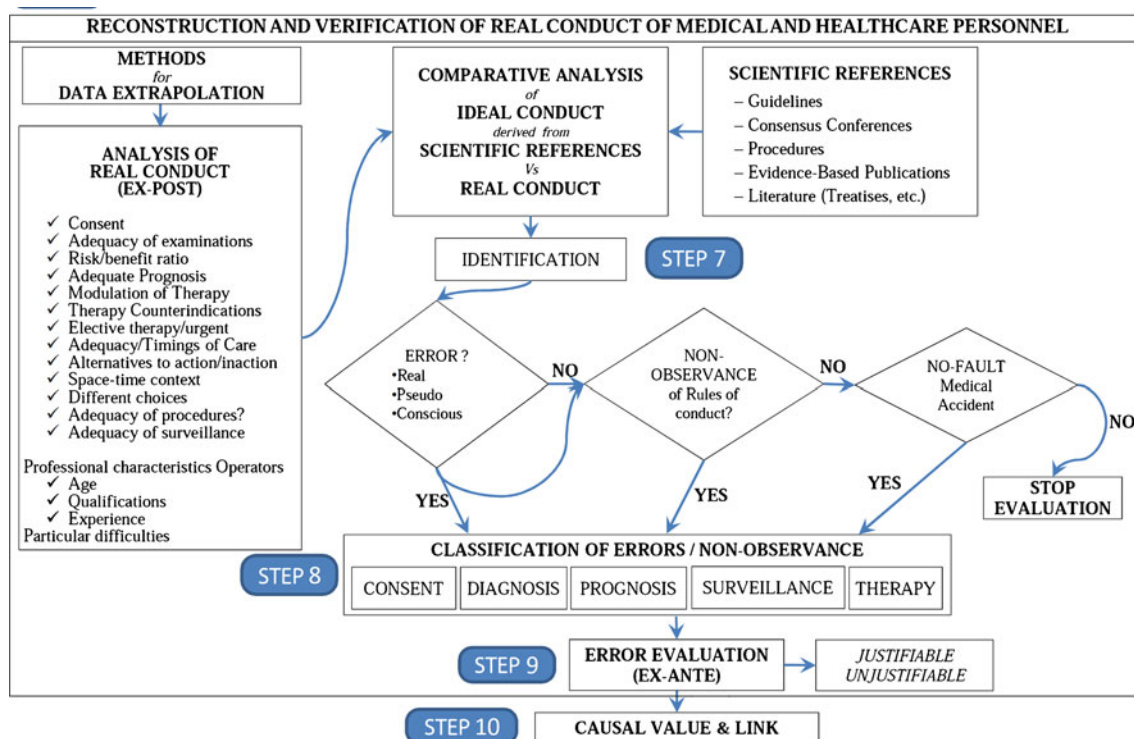 RECONSTRUCTION AND VERIFICATION OF REAL CONDUCT OF MEDICAL AND HEALTHCARE PERSONNEL
METHODS
for
DATA EXTRAPOLATION
ANALYSIS OF
REAL CONDUCT
(EX-POST)
✓ Consent
✓ Adequacy of examinations
✓ Risk/benefit ratio
✓ Adequate Prognosis
✓ Modulation of Therapy
✓ Therapy Counterindications
✓ Elective therapy/urgent
✓ Adequacy/Timings of Care
✓ Alternatives to action/inaction
✓ Space-time context
✓ Different choices
✓ Adequacy of procedures?
✓ Adequacy of surveillance
Professional characteristics Operators
✓ Age
✓ Qualifications
✓ Experience
Particular difficulties
COMPARATIVE ANALYSIS
of
IDEAL CONDUCT
derived from
SCIENTIFIC REFERENCES
Vs
REAL CONDUCT
SCIENTIFIC REFERENCES
– Guidelines
– Consensus Conferences
– Procedures
– Evidence-Based Publications
– Literature (Treatises, etc.)
IDENTIFICATION
STEP 7
ERROR ?
•Real
•Pseudo
•Conscious
NO
NON-
OBSERVANCE
of Rules of
conduct?
NO
NO-FAULT
Medical
Accident
NO
YES
YES
YES
STOP
EVALUATION
STEP 8
CLASSIFICATION OF ERRORS / NON-OBSERVANCE
CONSENT
DIAGNOSIS
PROGNOSIS
SURVEILLANCE
THERAPY
STEP 9
ERROR EVALUATION
(EX-ANTE)
JUSTIFIABLE
UNJUSTIFIABLE
STEP 10
CAUSAL VALUE & LINK